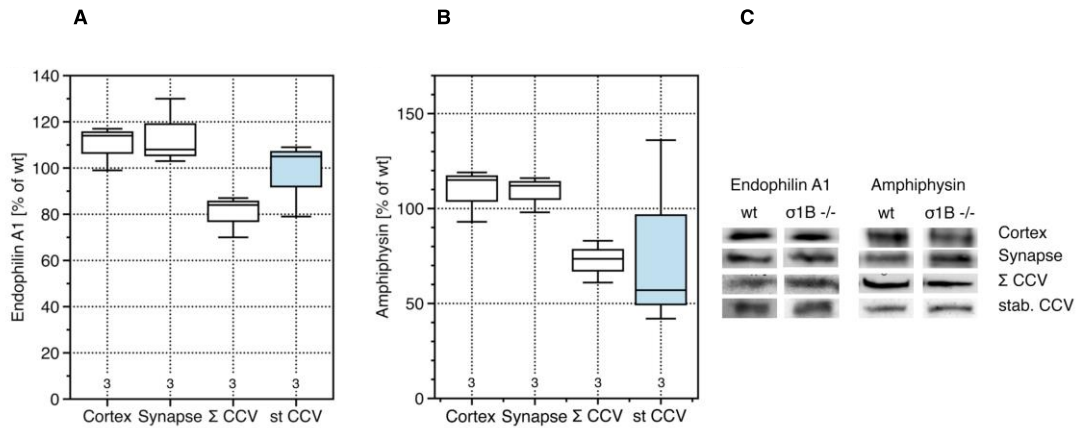 A
B
C
Endophilin A1 [% of wt]
140
120
100
80
60
40
20
0
3 3 3 3
Cortex Synapse Σ CCV st CCV
Amphiphysin [% of wt]
150
100
50
0
3 3 3 3
Cortex Synapse Σ CCV st CCV
Endophilin A1 Amphiphysin
wt σ1B -/- wt σ1B -/-
Cortex
Synapse
Σ CCV
stab. CCV